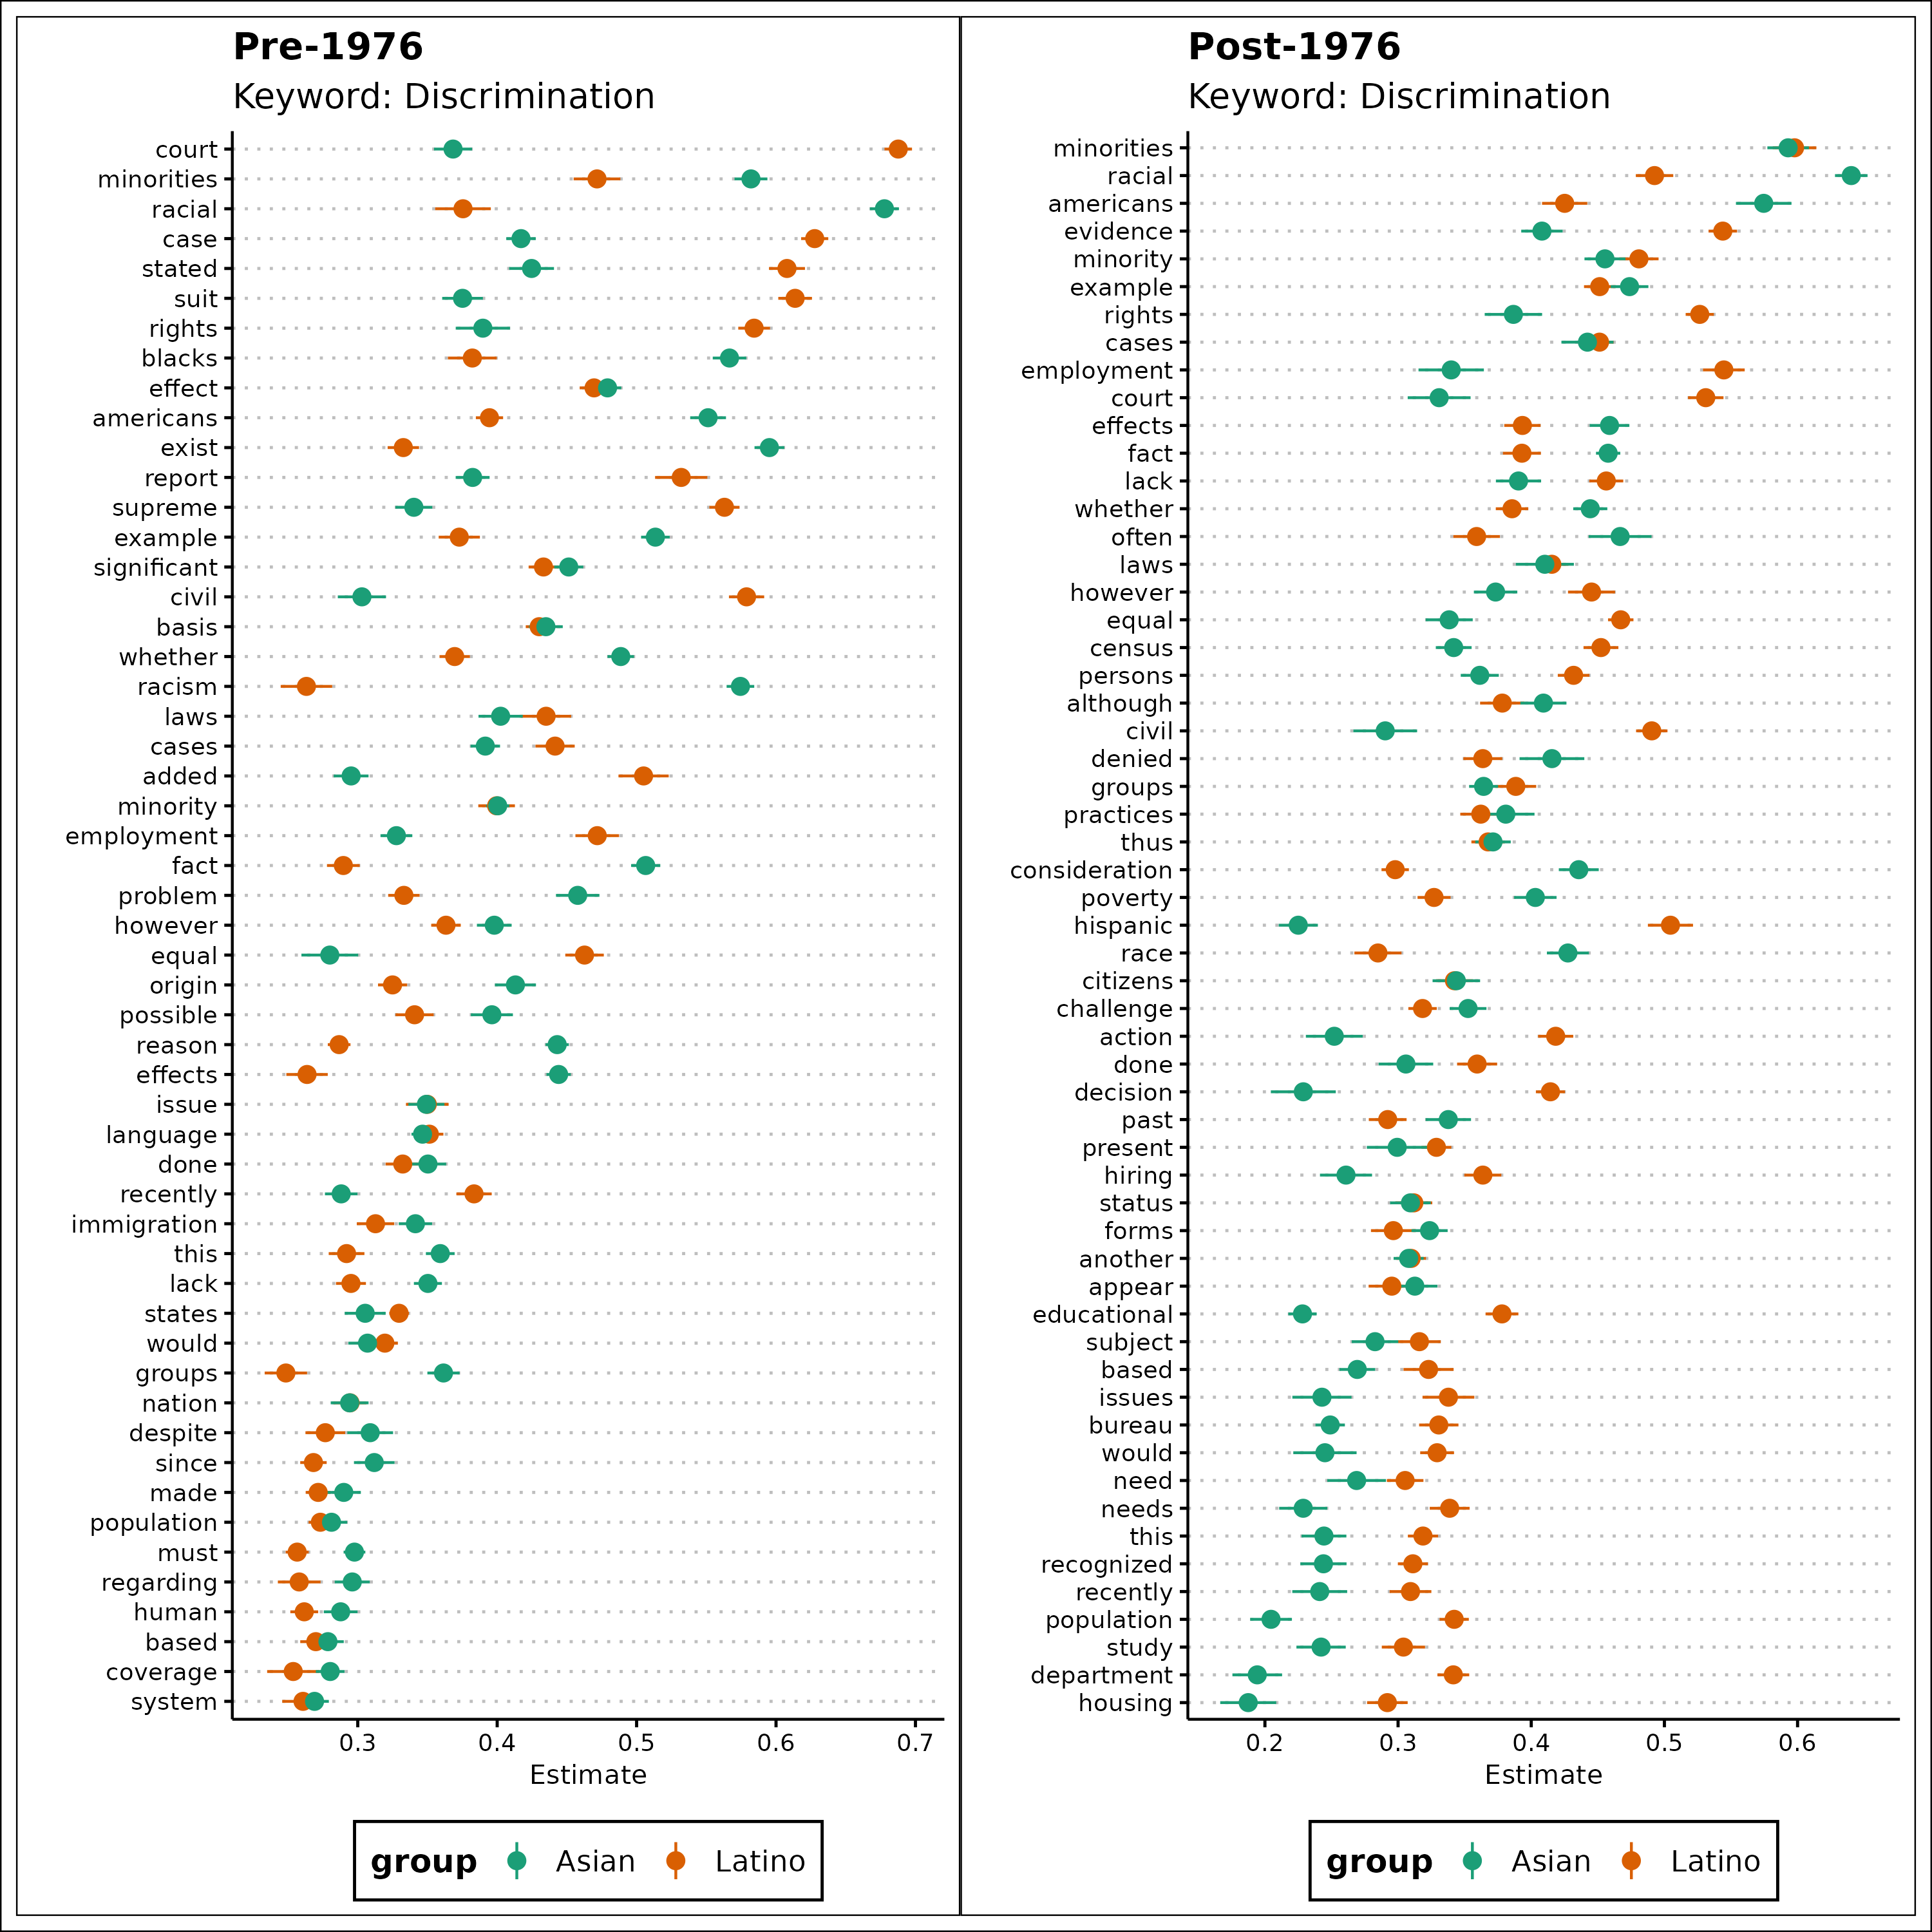 Pre-1976
Keyword: Discrimination
court
minorities
racial
case
stated
suit
rights
blacks
effect
americans
exist
report
supreme
example
significant
civil
basis
whether
racism
laws
cases
added
minority
employment
fact
problem
however
equal
origin
possible
reason
effects
issue
language
done
recently
immigration
this
lack
states
would
groups
nation
despite
since
made
population
must
regarding
human
based
coverage
system
0.3 0.4 0.5 0.6 0.7
Estimate
group Asian Latino
Post-1976
Keyword: Discrimination
minorities
racial
americans
evidence
minority
example
rights
cases
employment
court
effects
fact
lack
whether
often
laws
however
equal
census
persons
although
civil
denied
groups
practices
thus
consideration
poverty
hispanic
race
citizens
challenge
action
done
decision
past
present
hiring
status
forms
another
appear
educational
subject
based
issues
bureau
would
need
needs
this
recognized
recently
population
study
department
housing
0.2 0.3 0.4 0.5 0.6
Estimate
group Asian Latino